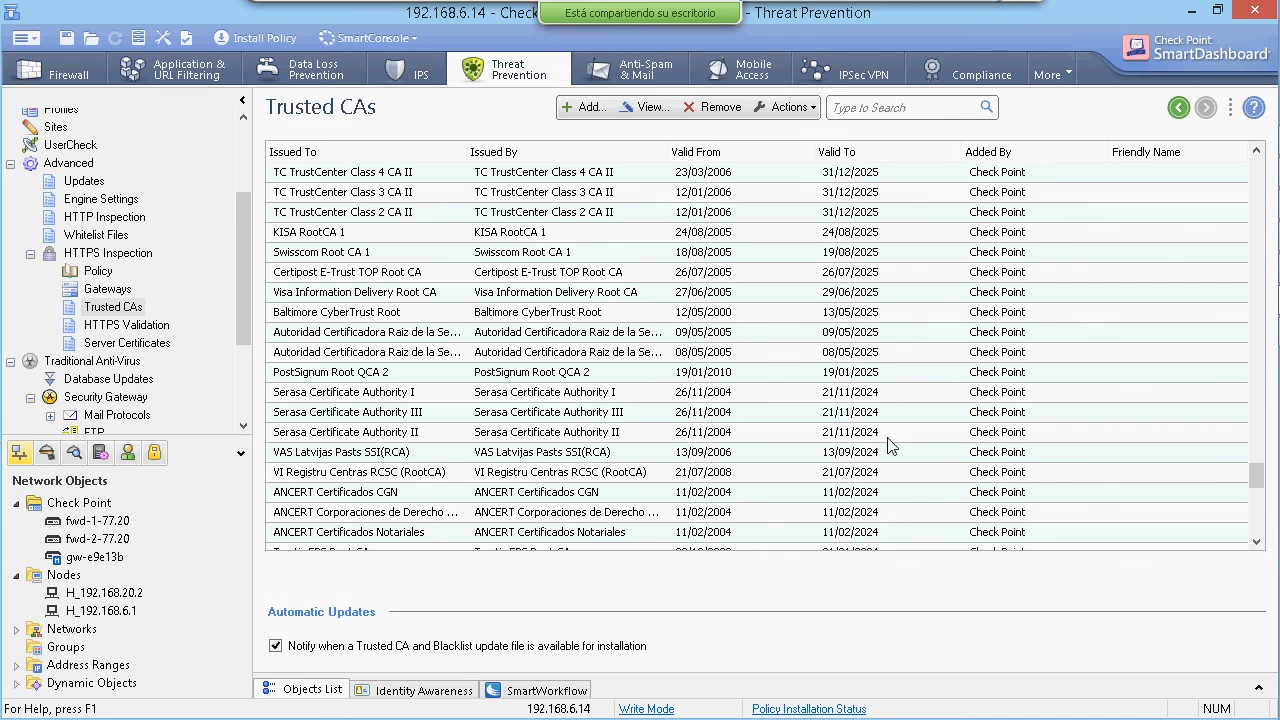 192.168.6.14 - Check
Está compartiendo su escritorio
- Threat Prevention
Install Policy
SmartConsole
Check Point
SmartDashboard
Firewall
Application &
URL Filtering
Data Loss
Prevention
IPS
Threat
Prevention
Anti-Spam
& Mail
Mobile
Access
IPSec VPN
Compliance
More
Profiles
Sites
UserCheck
Advanced
Updates
Engine Settings
HTTP Inspection
Whitelist Files
HTTPS Inspection
Policy
Gateways
Trusted CAs
HTTPS Validation
Server Certificates
Traditional Anti-Virus
Database Updates
Security Gateway
Mail Protocols
FTP
Network Objects
Check Point
fwd-1-77.20
fwd-2-77.20
gw-e9e13b
Nodes
H_192.168.20.2
H_192.168.6.1
Networks
Groups
Address Ranges
Dynamic Objects
Trusted CAs
Add... View... Remove Actions
Type to Search
Issued To Issued By Valid From Valid To Added By Friendly Name
TC TrustCenter Class 4 CA II TC TrustCenter Class 4 CA II 23/03/2006 31/12/2025 Check Point
TC TrustCenter Class 3 CA II TC TrustCenter Class 3 CA II 12/01/2006 31/12/2025 Check Point
TC TrustCenter Class 2 CA II TC TrustCenter Class 2 CA II 12/01/2006 31/12/2025 Check Point
KISA RootCA 1 KISA RootCA 1 24/08/2005 24/08/2025 Check Point
Swisscom Root CA 1 Swisscom Root CA 1 18/08/2005 19/08/2025 Check Point
Certipost E-Trust TOP Root CA Certipost E-Trust TOP Root CA 26/07/2005 26/07/2025 Check Point
Visa Information Delivery Root CA Visa Information Delivery Root CA 27/06/2005 29/06/2025 Check Point
Baltimore CyberTrust Root Baltimore CyberTrust Root 12/05/2000 13/05/2025 Check Point
Autoridad Certificadora Raiz de la Se... Autoridad Certificadora Raiz de la Se... 09/05/2005 09/05/2025 Check Point
Autoridad Certificadora Raiz de la Se... Autoridad Certificadora Raiz de la Se... 08/05/2005 08/05/2025 Check Point
PostSignum Root QCA 2 PostSignum Root QCA 2 19/01/2010 19/01/2025 Check Point
Serasa Certificate Authority I Serasa Certificate Authority I 26/11/2004 21/11/2024 Check Point
Serasa Certificate Authority III Serasa Certificate Authority III 26/11/2004 21/11/2024 Check Point
Serasa Certificate Authority II Serasa Certificate Authority II 26/11/2004 21/11/2024 Check Point
VAS Latvijas Pasts SSI(RCA) VAS Latvijas Pasts SSI(RCA) 13/09/2006 13/09/2024 Check Point
VI Registru Centras RCSC (RootCA) VI Registru Centras RCSC (RootCA) 21/07/2008 21/07/2024 Check Point
ANCERT Certificados CGN ANCERT Certificados CGN 11/02/2004 11/02/2024 Check Point
ANCERT Corporaciones de Derecho ... ANCERT Corporaciones de Derecho ... 11/02/2004 11/02/2024 Check Point
ANCERT Certificados Notariales ANCERT Certificados Notariales 11/02/2004 11/02/2024 Check Point
Automatic Updates
Notify when a Trusted CA and Blacklist update file is available for installation
Objects List Identity Awareness SmartWorkflow
For Help, press F1 192.168.6.14 Write Mode Policy Installation Status NUM